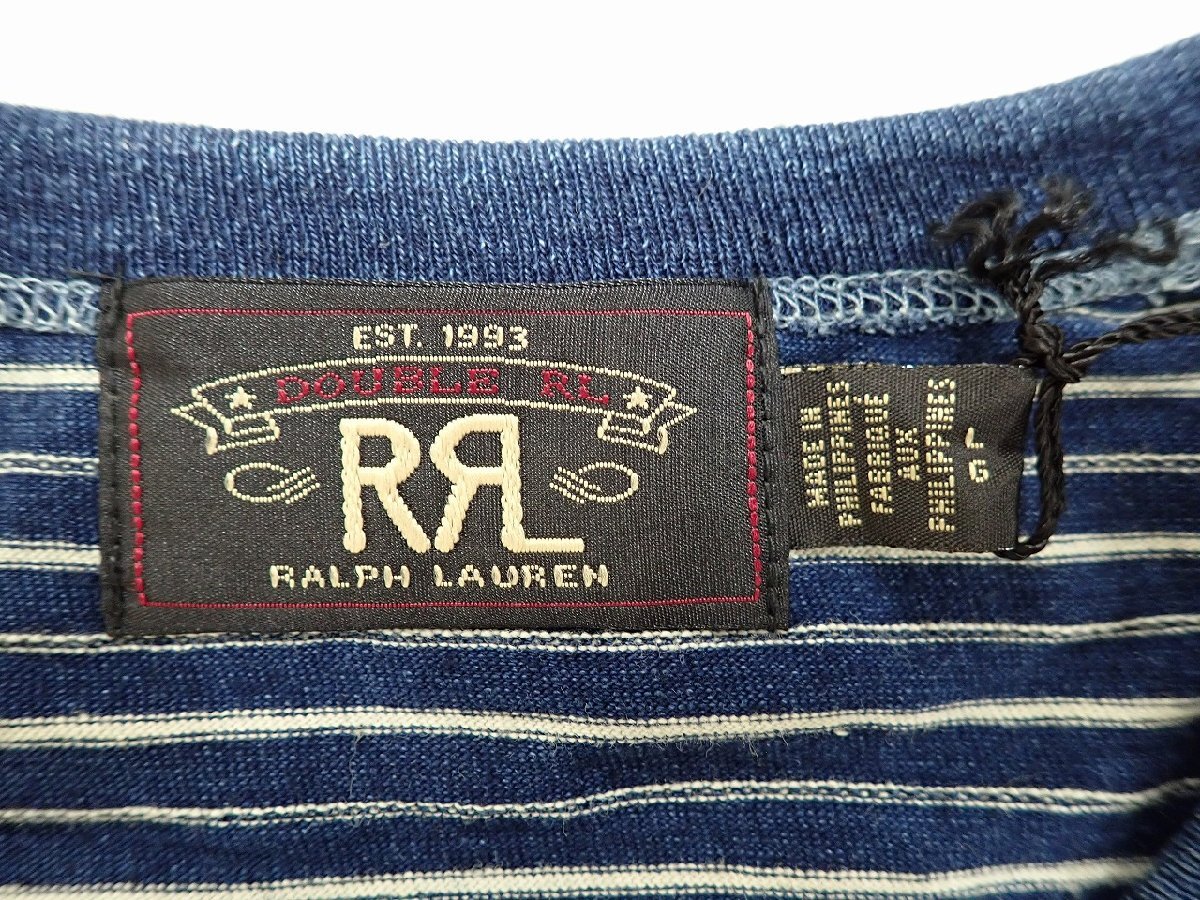 EST. 1993
DOUBLE RL
RRL
RALPH LAUREN
MADE IN
PHILIPPINES
FABRIQUÉ
AUX
PHILIPPINES